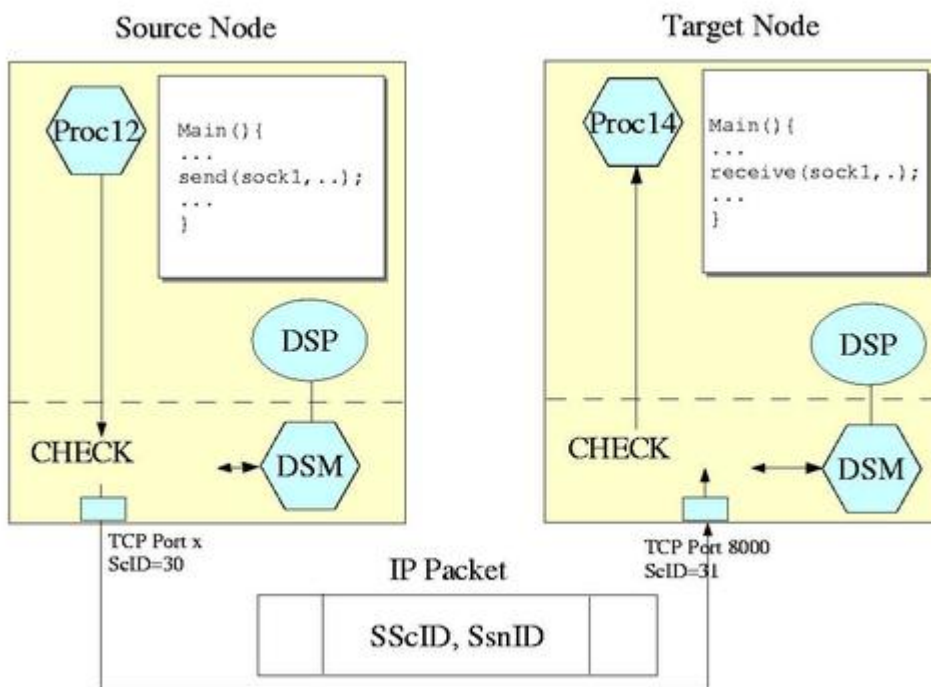 Source Node
Target Node
Proc12
Main(){
...
send(sock1,..);
...
}
Proc14
Main(){
...
receive(sock1,.);
...
}
DSP
DSP
CHECK
DSM
CHECK
DSM
TCP Port x
ScID=30
TCP Port 8000
ScID=31
IP Packet
SScID, SsnID